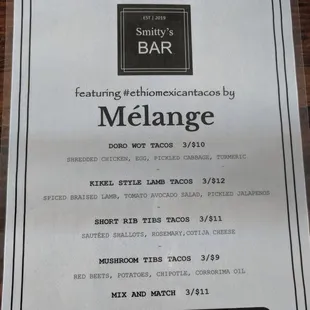 EST | 2019
Smitty's
BAR
featuring #ethiomexicantacos by
Mélange
DORO WOT TACOS 3/$10
SHREDDED CHICKEN, EGG, PICKLED CABBAGE, TURMERIC
-
KIKEL STYLE LAMB TACOS 3/$12
SPICED BRAISED LAMB, TOMATO AVOCADO SALAD, PICKLED JALAPEÑOS
-
SHORT RIB TIBS TACOS 3/$11
SAUTÉED SHALLOTS, ROSEMARY, COTIJA CHEESE
-
MUSHROOM TIBS TACOS 3/$9
RED BEETS, POTATOES, CHIPOTLE, CORRORIMA OIL
MIX AND MATCH 3/$11